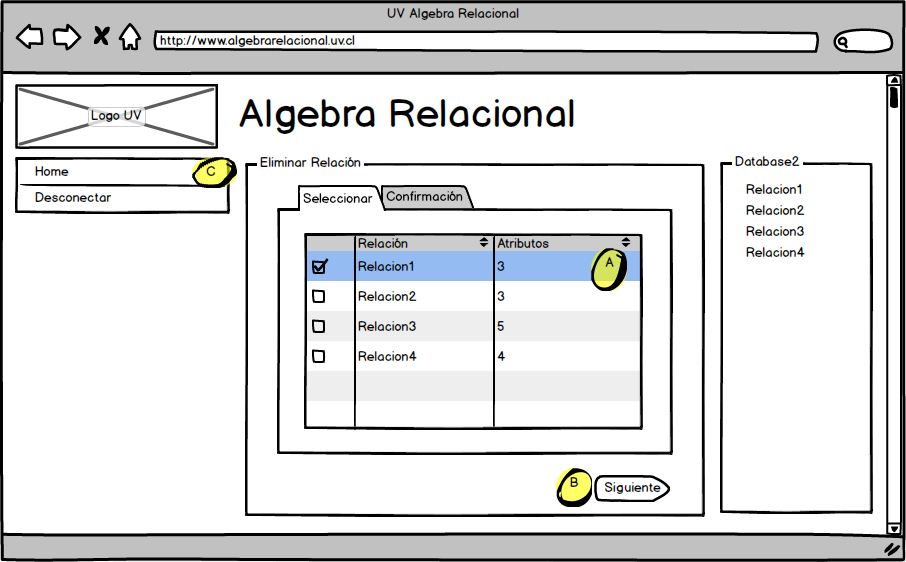 UV Algebra Relacional
http://www.algebrarelacional.uv.cl
Logo UV
Algebra Relacional
Home
C
Desconectar
Eliminar Relación
Seleccionar
Confirmación
Relación
Atributos
A
Relacion1
3
Relacion2
3
Relacion3
5
Relacion4
4
B
Siguiente
Database2
Relacion1
Relacion2
Relacion3
Relacion4